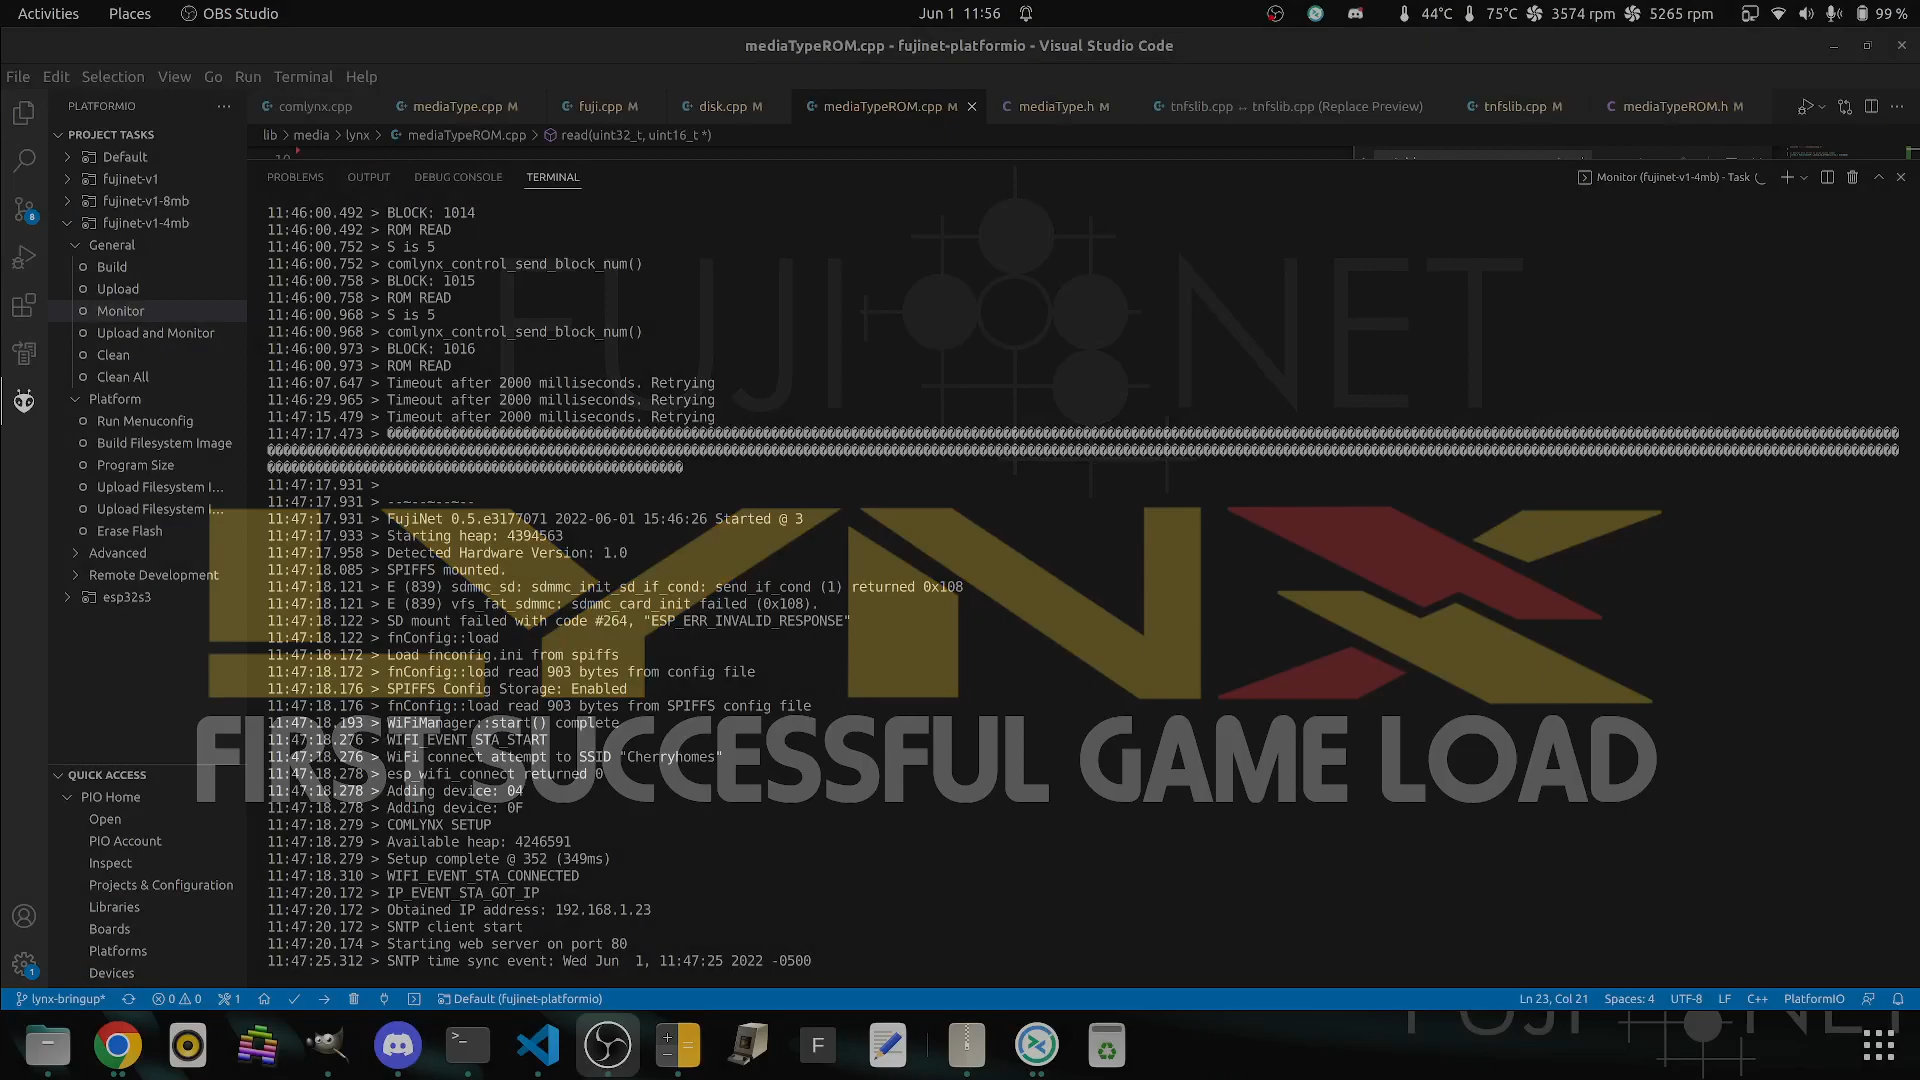 Activities Places OBS Studio Jun 1 11:56 44°C 75°C 3574 rpm 5265 rpm 99 %
mediaTypeROM.cpp - fujinet-platformio - Visual Studio Code
File Edit Selection View Go Run Terminal Help
PLATFORMIO ··· comlynx.cpp mediaType.cpp M fuji.cpp M disk.cpp M mediaTypeROM.cpp M mediaType.h M tnfslib.cpp ↔ tnfslib.cpp (Replace Preview) tnfslib.cpp M mediaTypeROM.h M
lib > media > lynx > mediaTypeROM.cpp > read(uint32_t, uint16_t *)
PROJECT TASKS
Default
fujinet-v1
fujinet-v1-8mb
fujinet-v1-4mb
General
Build
Upload
Monitor
Upload and Monitor
Clean
Clean All
Platform
Run Menuconfig
Build Filesystem Image
Program Size
Upload Filesystem I...
Upload Filesystem I...
Erase Flash
Advanced
Remote Development
esp32s3
QUICK ACCESS
PIO Home
Open
PIO Account
Inspect
Projects & Configuration
Libraries
Boards
Platforms
Devices
PROBLEMS OUTPUT DEBUG CONSOLE TERMINAL Monitor (fujinet-v1-4mb) - Task
11:46:00.492 > BLOCK: 1014
11:46:00.492 > ROM READ
11:46:00.752 > S is 5
11:46:00.752 > comlynx_control_send_block_num()
11:46:00.758 > BLOCK: 1015
11:46:00.758 > ROM READ
11:46:00.968 > S is 5
11:46:00.968 > comlynx_control_send_block_num()
11:46:00.973 > BLOCK: 1016
11:46:00.973 > ROM READ
11:46:07.647 > Timeout after 2000 milliseconds. Retrying
11:46:29.965 > Timeout after 2000 milliseconds. Retrying
11:47:15.479 > Timeout after 2000 milliseconds. Retrying
11:47:17.473 >
11:47:17.931 >
11:47:17.931 > --~--~--~--
11:47:17.931 > FujiNet 0.5.e3177071 2022-06-01 15:46:26 Started @ 3
11:47:17.933 > Starting heap: 4394563
11:47:17.958 > Detected Hardware Version: 1.0
11:47:18.085 > SPIFFS mounted.
11:47:18.121 > E (839) sdmmc_sd: sdmmc_init_sd_if_cond: send_if_cond (1) returned 0x108
11:47:18.121 > E (839) vfs_fat_sdmmc: sdmmc_card_init failed (0x108).
11:47:18.122 > SD mount failed with code #264, "ESP_ERR_INVALID_RESPONSE"
11:47:18.122 > fnConfig::load
11:47:18.172 > Load fnconfig.ini from spiffs
11:47:18.172 > fnConfig::load read 903 bytes from config file
11:47:18.176 > SPIFFS Config Storage: Enabled
11:47:18.176 > fnConfig::load read 903 bytes from SPIFFS config file
11:47:18.193 > WiFiManager::start() complete
11:47:18.276 > WIFI_EVENT_STA_START
11:47:18.276 > WiFi connect attempt to SSID "Cherryhomes"
11:47:18.278 > esp_wifi_connect returned 0
11:47:18.278 > Adding device: 04
11:47:18.278 > Adding device: 0F
11:47:18.279 > COMLYNX SETUP
11:47:18.279 > Available heap: 4246591
11:47:18.279 > Setup complete @ 352 (349ms)
11:47:18.310 > WIFI_EVENT_STA_CONNECTED
11:47:20.172 > IP_EVENT_STA_GOT_IP
11:47:20.172 > Obtained IP address: 192.168.1.23
11:47:20.172 > SNTP client start
11:47:20.174 > Starting web server on port 80
11:47:25.312 > SNTP time sync event: Wed Jun  1, 11:47:25 2022 -0500
FUJI NET
LYNX
FIRST SUCCESSFUL GAME LOAD
lynx-bringup* 0 0 1 Default (fujinet-platformio) Ln 23, Col 21 Spaces: 4 UTF-8 LF C++ PlatformIO
FUJI NET